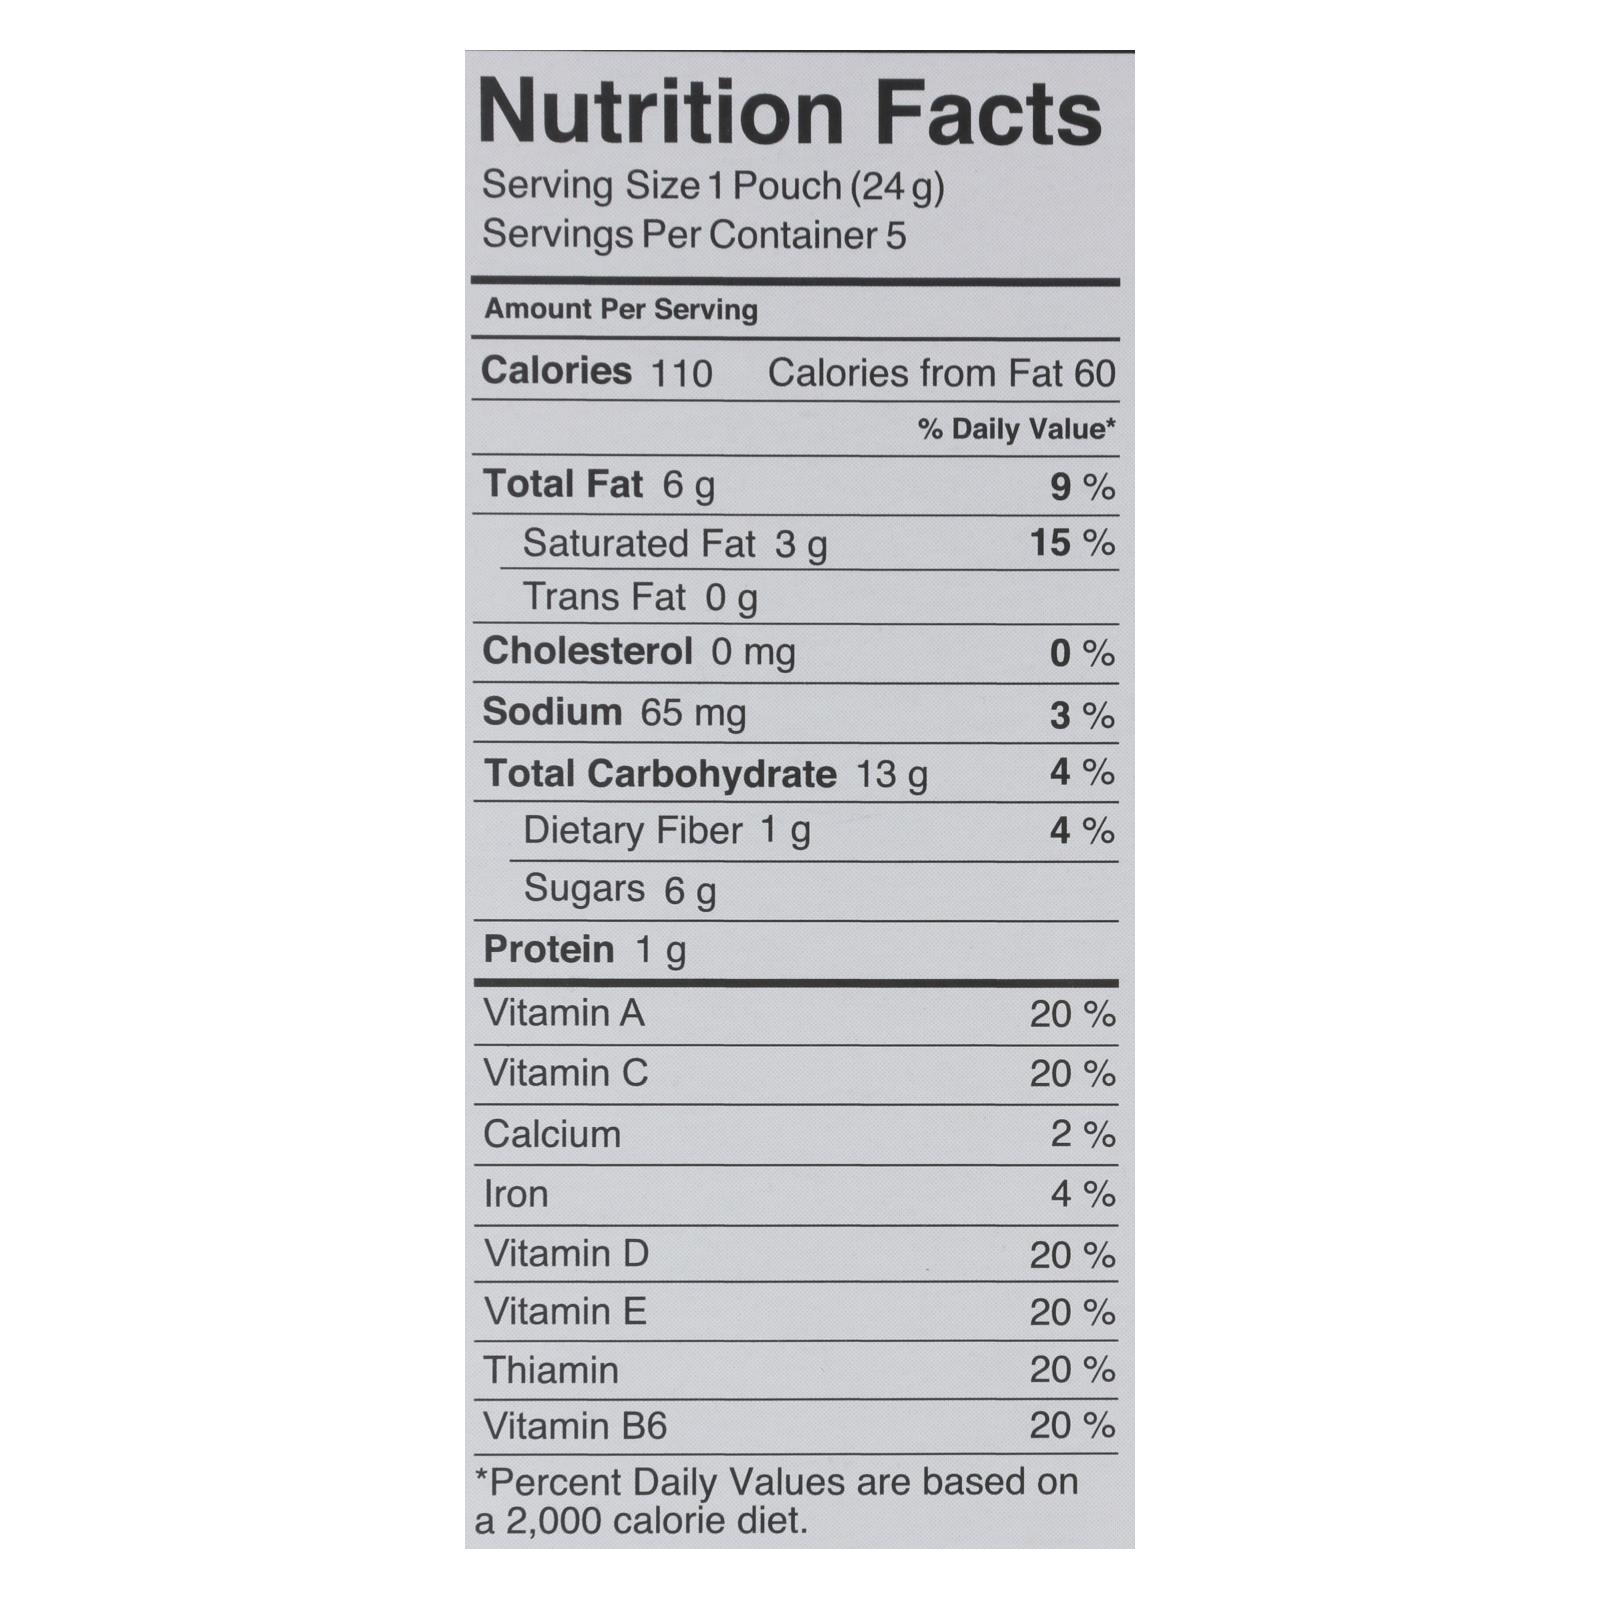 Nutrition Facts
Serving Size 1 Pouch (24 g)
Servings Per Container 5
Amount Per Serving
Calories 110 Calories from Fat 60
% Daily Value*
Total Fat 6 g 9 %
Saturated Fat 3 g 15 %
Trans Fat 0 g
Cholesterol 0 mg 0 %
Sodium 65 mg 3 %
Total Carbohydrate 13 g 4 %
Dietary Fiber 1 g 4 %
Sugars 6 g
Protein 1 g
Vitamin A 20 %
Vitamin C 20 %
Calcium 2 %
Iron 4 %
Vitamin D 20 %
Vitamin E 20 %
Thiamin 20 %
Vitamin B6 20 %
*Percent Daily Values are based on
a 2,000 calorie diet.